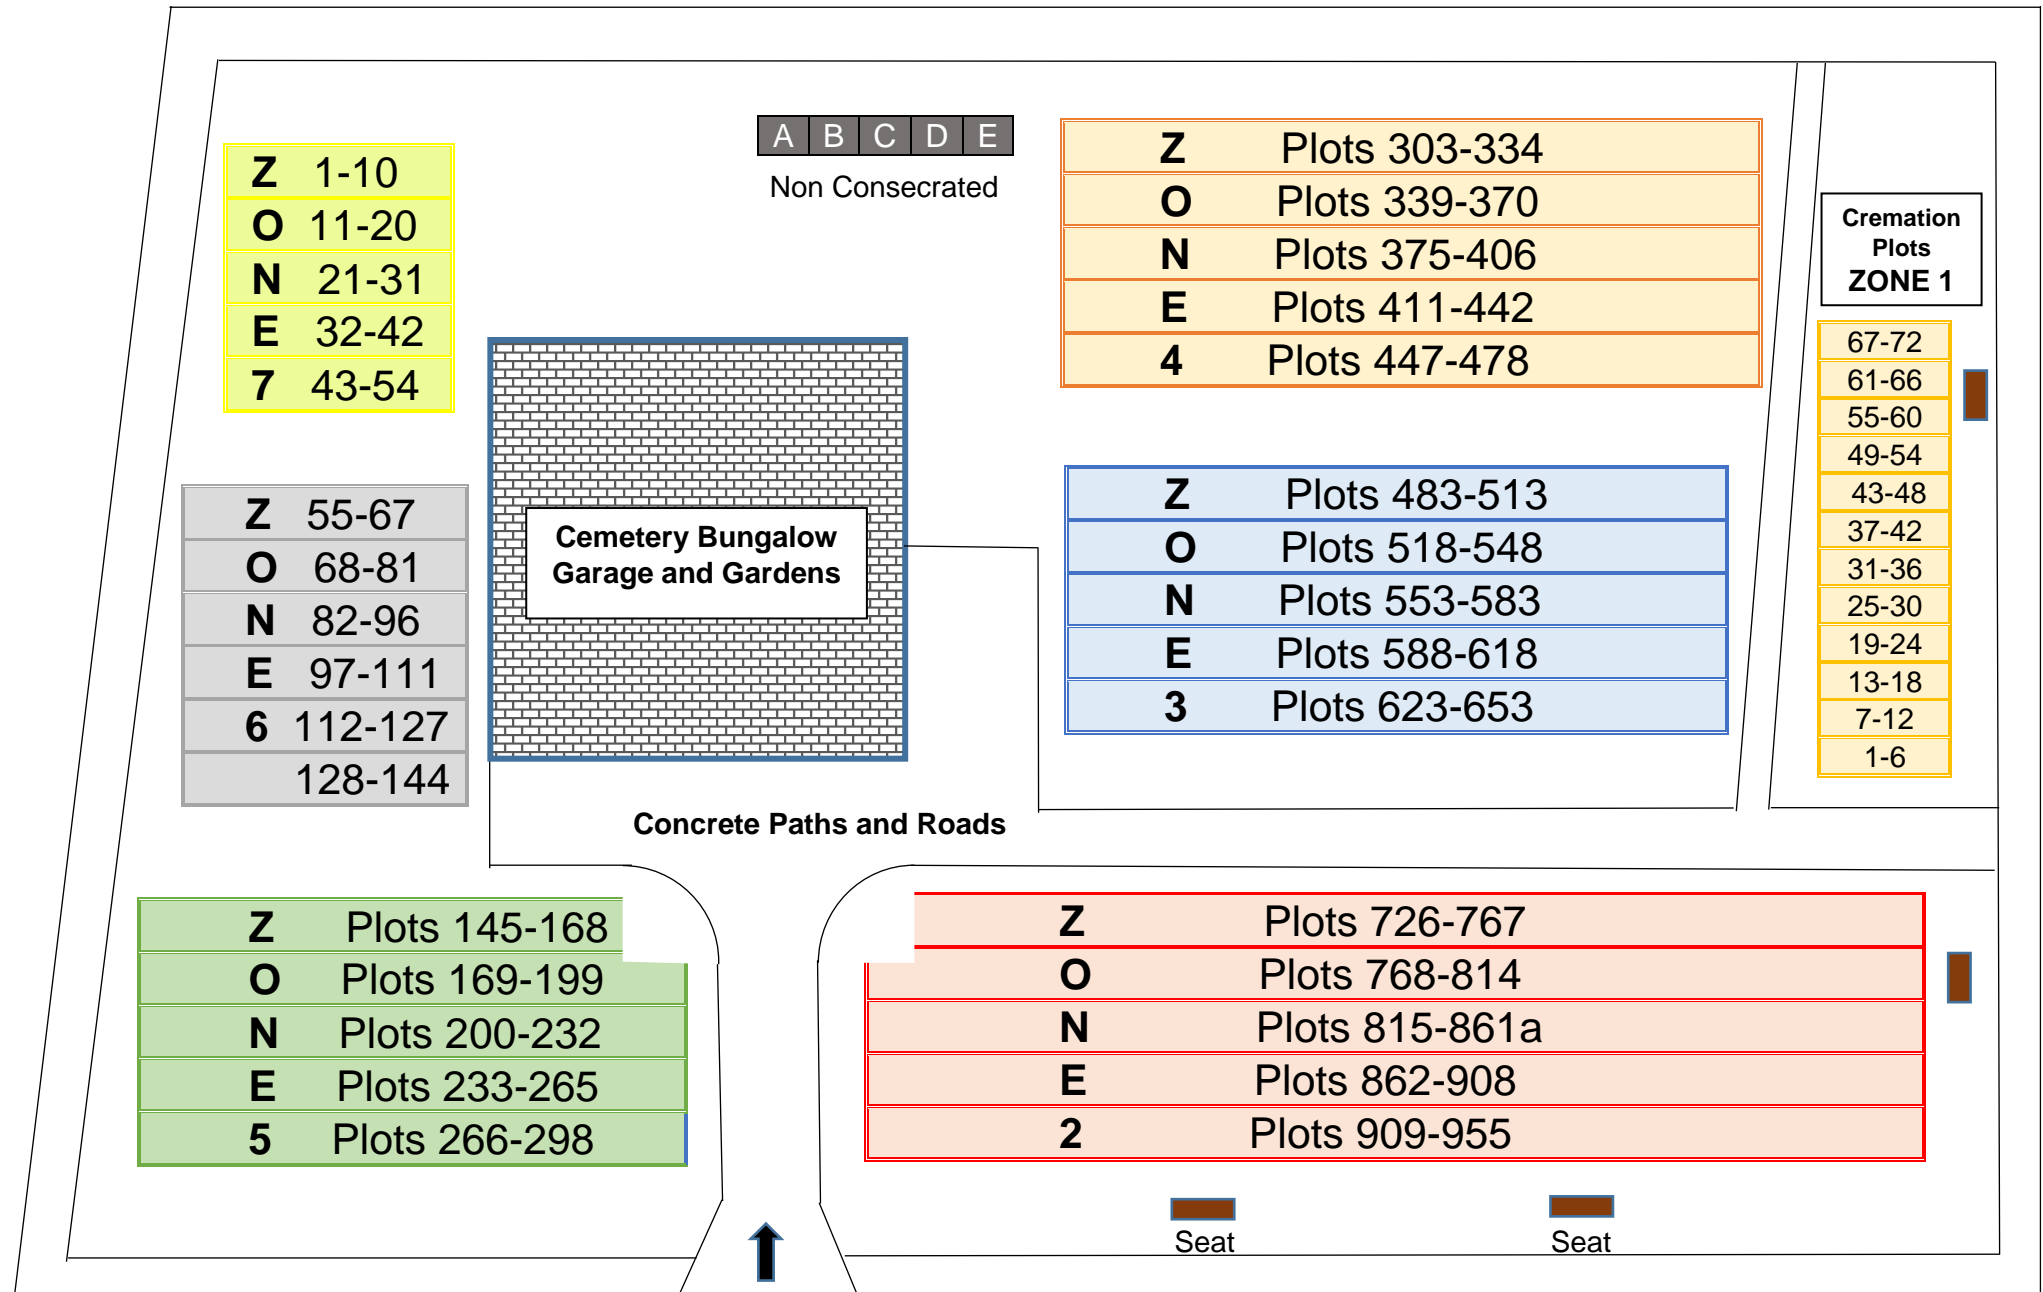 A B C D E
Non Consecrated
Z 1-10
O 11-20
N 21-31
E 32-42
7 43-54
Z Plots 303-334
O Plots 339-370
N Plots 375-406
E Plots 411-442
4 Plots 447-478
Cremation
Plots
ZONE 1
67-72
61-66
55-60
49-54
43-48
37-42
31-36
25-30
19-24
13-18
7-12
1-6
Z 55-67
O 68-81
N 82-96
E 97-111
6 112-127
128-144
Cemetery Bungalow
Garage and Gardens
Z Plots 483-513
O Plots 518-548
N Plots 553-583
E Plots 588-618
3 Plots 623-653
Concrete Paths and Roads
Z Plots 145-168
O Plots 169-199
N Plots 200-232
E Plots 233-265
5 Plots 266-298
Z Plots 726-767
O Plots 768-814
N Plots 815-861a
E Plots 862-908
2 Plots 909-955
Seat
Seat